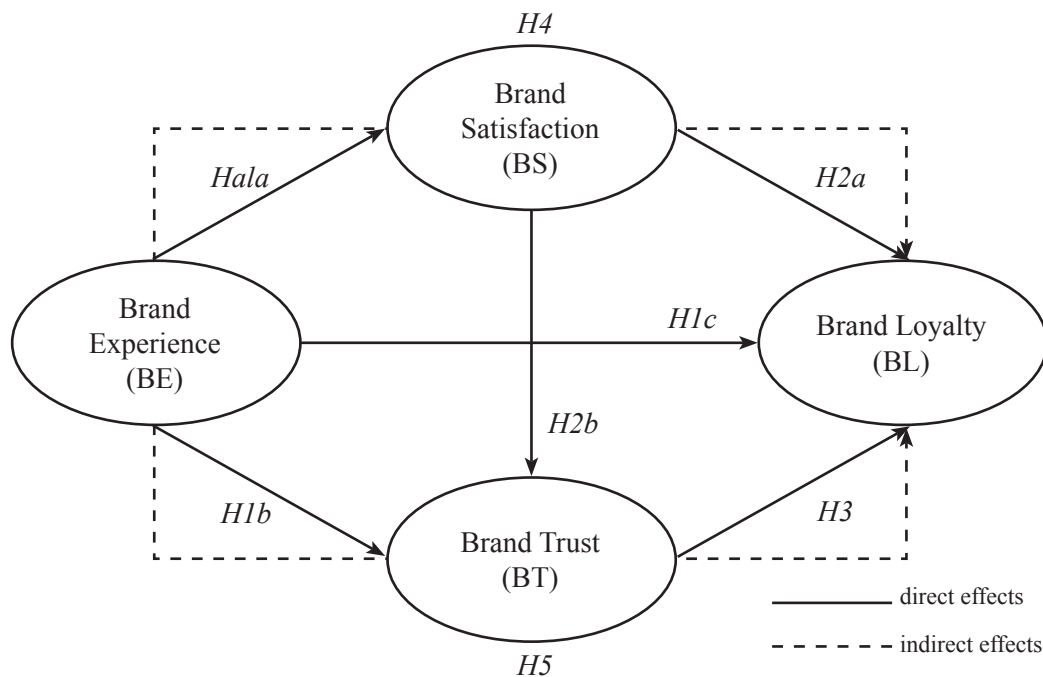 H4
Brand
Satisfaction
(BS)
Hala
H2a
Brand
Experience
(BE)
H1c
Brand Loyalty
(BL)
H2b
H1b
H3
Brand Trust
(BT)
direct effects
indirect effects
H5